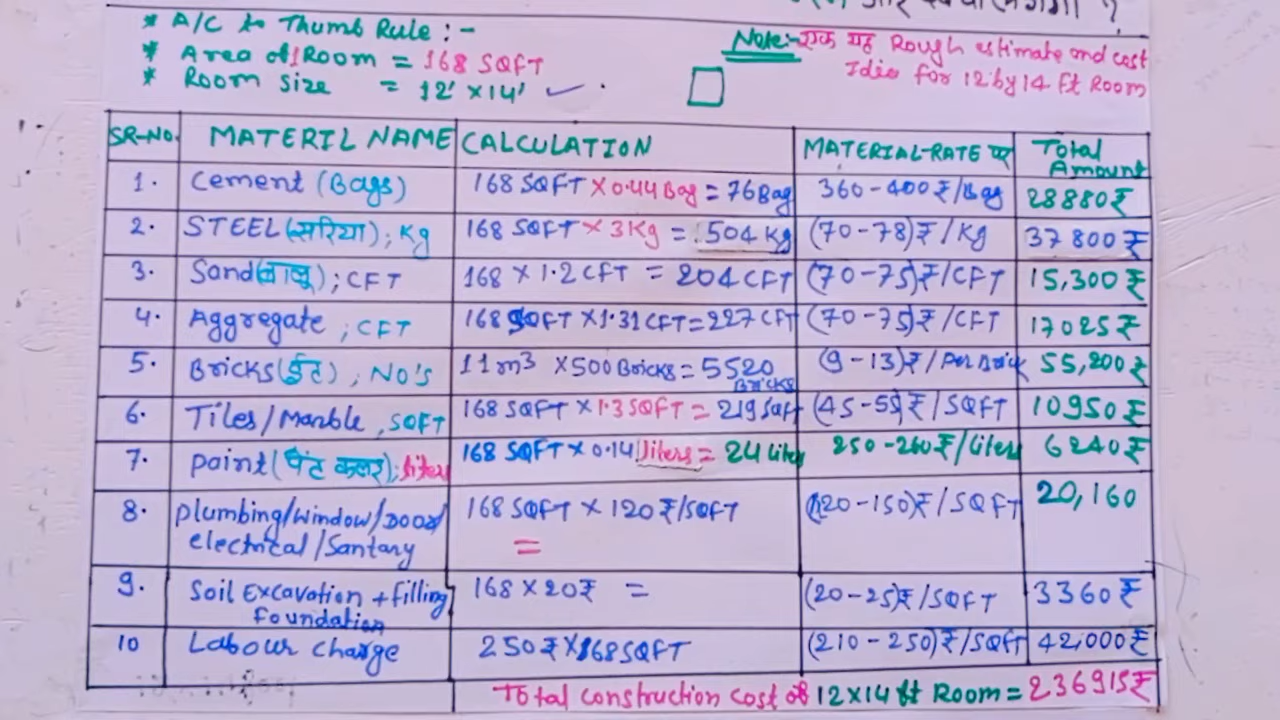 * A/C to Thumb Rule :-
* Area of 1 Room = 168 SQFT
* Room size = 12' × 14'
Note:- एक यह Rough estimate and cost
Idia for 12 by 14 ft Room
SR-NO. MATERIL NAME CALCULATION MATERIAL-RATE पर Total Amount
1. Cement (Bags) 168 SQFT × 0.44 Bag = 76 Bag 360-400₹/Bag 28880₹
2. STEEL (सरिया); Kg 168 SQFT × 3Kg = 504 Kg (70-78)₹/Kg 37800₹
3. Sand (बालू); CFT 168 × 1.2 CFT = 204 CFT (70-75)₹/CFT 15,300₹
4. Aggregate, CFT 168 SQFT × 1.31 CFT = 227 CFT (70-75)₹/CFT 17025₹
5. Bricks (ईंट), NO'S 11m³ × 500 Bricks = 5520 Bricks (9-13)₹/Per Brick 55,200₹
6. Tiles/Marble, SQFT 168 SQFT × 1.3 SQFT = 219 Sqft (45-55)₹/SQFT 10950₹
7. paint (पेंट कलर); liters 168 SQFT × 0.14 liters = 24 liter 250-260₹/liters 6240₹
8. plumbing/window/Door/ 168 SQFT × 120₹/SQFT (120-150)₹/SQFT 20,160
electrical/Santary =
9. Soil Excavation + filling 168 × 20₹ = (20-25)₹/SQFT 3360₹
foundation
10 Labour charge 250₹ × 168 SQFT (210-250)₹/SQFT 42,000₹
Total construction cost of 12×14 ft Room = 236915₹